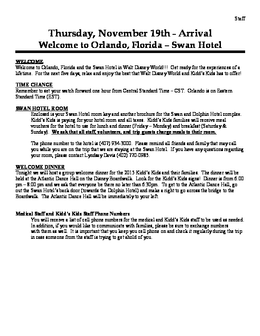 Staff
Thursday, November 19th - Arrival
Welcome to Orlando, Florida – Swan Hotel
WELCOME
Welcome to Orlando, Florida and the Swan Hotel in Walt Disney World!!! Get ready for the experience of a
lifetime. For the next five days, relax and enjoy the best that Walt Disney World and Kidd's Kids has to offer!
TIME CHANGE
Remember to set your watch forward one hour from Central Standard Time - CST. Orlando is on Eastern
Standard Time (EST).
SWAN HOTEL ROOM
Enclosed is your Swan Hotel room key and another brochure for the Swan and Dolphin Hotel complex.
Kidd's Kids is paying for your hotel room and all taxes. Kidd's Kids families will receive meal
vouchers for the hotel to use for lunch and dinner (Friday – Monday) and breakfast (Saturday &
Sunday). We ask that all staff, volunteers, and trip guests charge meals to their room.
The phone number to the hotel is (407) 934-3000. Please remind all friends and family that may call
you while you are on the trip that we are staying at the Swan Hotel. If you have any questions regarding
your room, please contact Lyndsey Davis
WELCOME DINNER
Tonight we will host a group welcome dinner for the 2015 Kidd's Kids and their families. The dinner will be
held at the Atlantic Dance Hall on the Disney Boardwalk. Look for the Kidd's Kids signs! Dinner is from 6:00
pm – 8:00 pm and we ask that everyone be there no later than 6:30pm. To get to the Atlantic Dance Hall, go
out the Swan Hotel's back door (towards the Dolphin Hotel) and make a right to go across the bridge to the
Boardwalk. The Atlantic Dance Hall will be immediately to your left.
Medical Staff and Kidd's Kids Staff Phone Numbers
You will receive a list of cell phone numbers for the medical and Kidd's Kids staff to be used as needed.
In addition, if you would like to communicate with others, please be sure to exchange numbers
with them as well. It is important that you keep you cell phone on and check it regularly during the trip
in case someone from the staff is trying to get ahold of you.